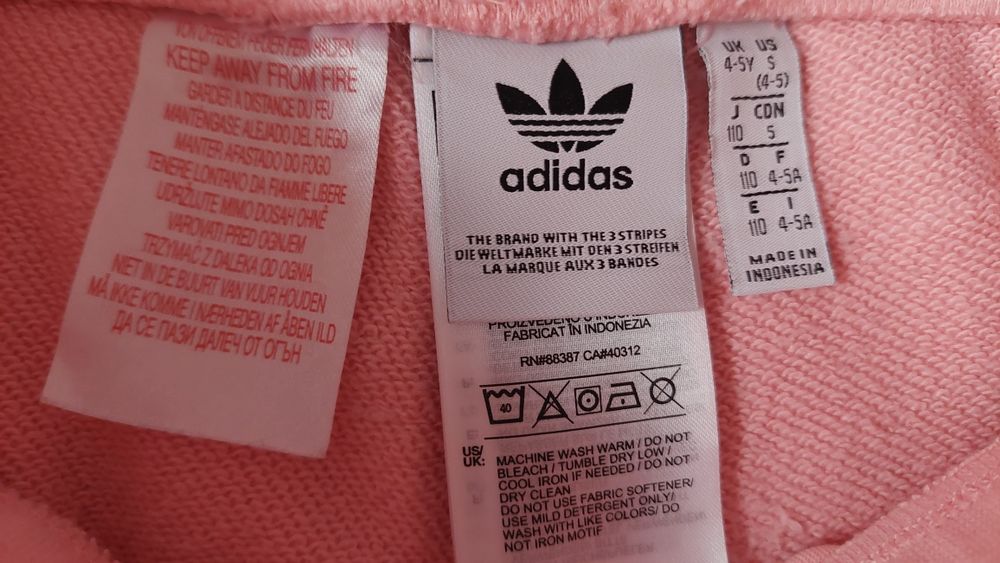 VON OFFENEM FEUER FERNHALTEN
KEEP AWAY FROM FIRE
GARDER A DISTANCE DU FEU
MANTENGASE ALEJADO DEL FUEGO
MANTER AFASTADO DO FOGO
TENERE LONTANO DA FIAMME LIBERE
UDRŽUJTE MIMO DOSAH OHNĚ
VAROVATI PRED OGNJEM
TRZYMAĆ Z DALEKA OD OGNIA
NIET IN DE BUURT VAN VUUR HOUDEN
MÅ IKKE KOMME I NÆRHEDEN AF ÅBEN ILD
ДА СЕ ПАЗИ ДАЛЕЧ ОТ ОГЪН
adidas
THE BRAND WITH THE 3 STRIPES
DIE WELTMARKE MIT DEN 3 STREIFEN
LA MARQUE AUX 3 BANDES
FABRICAT ÎN INDONEZIA
RN#88387 CA#40312
40
US/
UK:
MACHINE WASH WARM / DO NOT
BLEACH / TUMBLE DRY LOW /
COOL IRON IF NEEDED / DO NOT
DRY CLEAN
DO NOT USE FABRIC SOFTENER/
USE MILD DETERGENT ONLY/
WASH WITH LIKE COLORS/ DO
NOT IRON MOTIF
UK US
4-5Y S
(4-5)
J CDN
110 S
D F
110 4-5A
E I
110 4-5A
MADE IN
INDONESIA